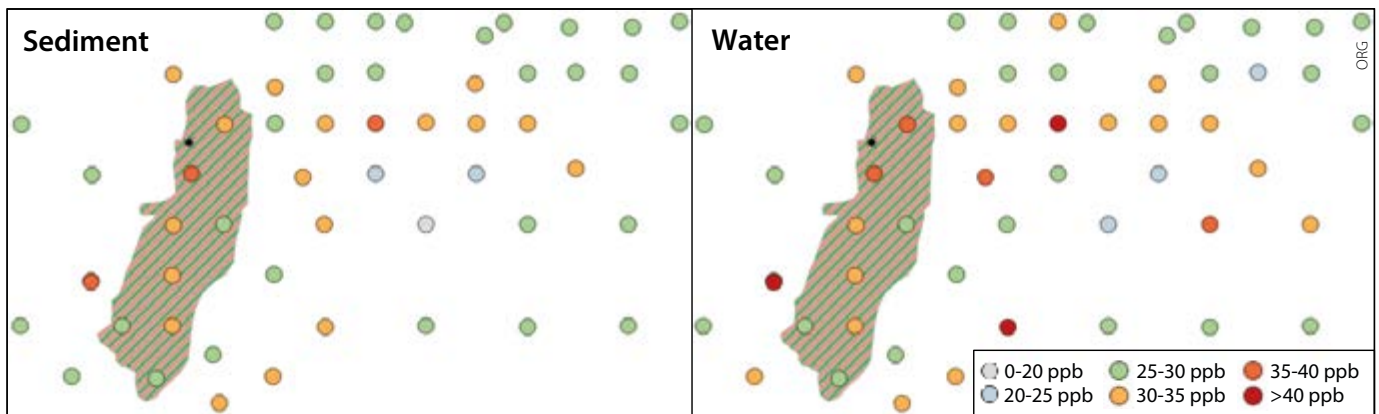 Sediment
Water
ORG
0-20 ppb
25-30 ppb
35-40 ppb
20-25 ppb
30-35 ppb
>40 ppb